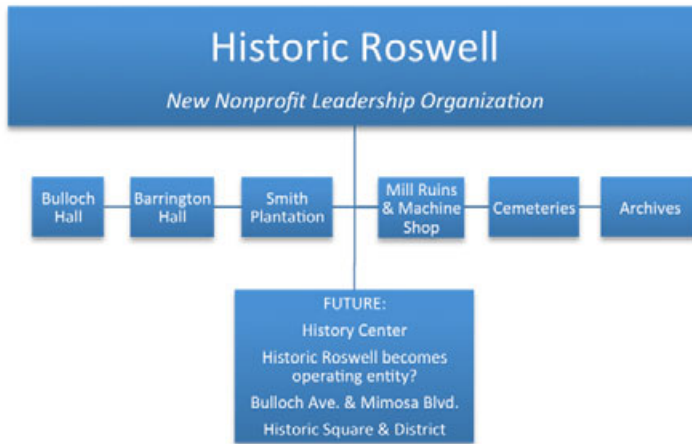 Historic Roswell
New Nonprofit Leadership Organization
Bulloch
Hall
Barrington
Hall
Smith
Plantation
Mill Ruins
& Machine
Shop
Cemeteries
Archives
FUTURE:
History Center
Historic Roswell becomes
operating entity?
Bulloch Ave. & Mimosa Blvd.
Historic Square & District